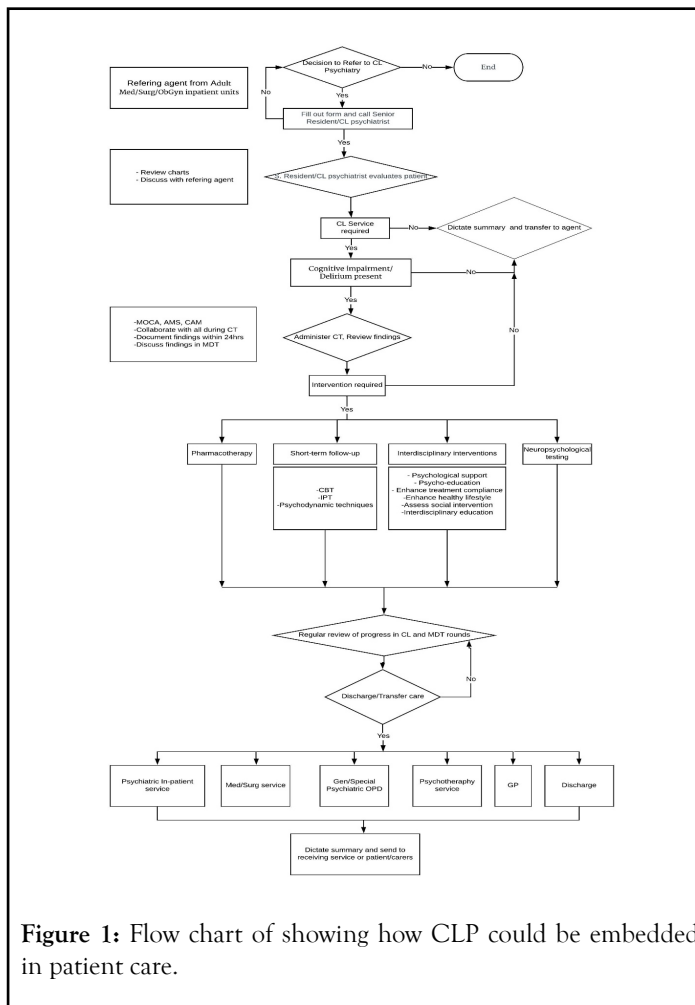 Decision to Refer to CL
Psychiatry
No
End
Refering agent from Adult
Med/Surg/ObGyn inpatient units
No
Yes
Fill out form and call Senior
Resident/CL psychiatrist
Yes
- Review charts
- Discuss with refering agent
S. Resident/CL psychiatrist evaluates patient
CL Service
required
No
Dictate summary and transfer to agent
Yes
Cognitive impairment/
Delirium present
No
Yes
-MOCA, AMS, CAM
-Collaborate with all during CT
-Document findings within 24hrs
-Discuss findings in MDT
Administer CT, Review findings
No
Intervention required
Yes
Pharmacotherapy
Short-term follow-up
Interdisciplinary interventions
Neuropsychological
testing
-CBT
-IPT
-Psychodynamic techniques
- Psychological support
- Psycho-education
- Enhance treatment compliance
-Enhance healthy lifestyle
-Assess social intervention
-Interdisciplinary education
Regular review of progress in CL and MDT rounds
No
Discharge/Transfer care
Yes
Psychiatric In-patient
service
Med/Surg service
Gen/Special
Psychiatric OPD
Psychotheraphy
service
GP
Discharge
Dictate summary and send to
receiving service or patient/carers
Figure 1: Flow chart of showing how CLP could be embedded
in patient care.